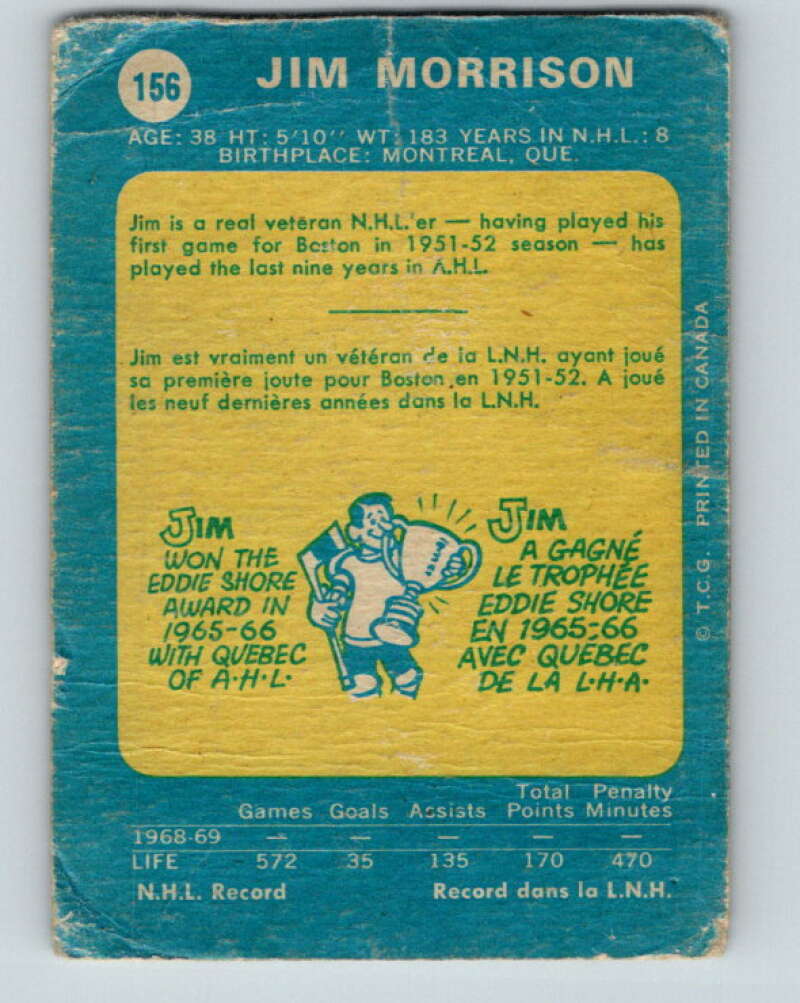 156
JIM MORRISON
AGE: 38 HT: 5'10'' WT: 183 YEARS IN N.H.L.: 8
BIRTHPLACE: MONTREAL, QUE.
Jim is a real veteran N.H.L.'er — having played his
first game for Boston in 1951-52 season — has
played the last nine years in A.H.L.
Jim est vraiment un vétéran de la L.N.H. ayant joué
sa première joute pour Boston en 1951-52. A joué
les neuf dernières années dans la L.N.H.
JIM
WON THE
EDDIE SHORE
AWARD IN
1965-66
WITH QUEBEC
OF A·H·L·
JIM
A GAGNÉ
LE TROPHÉE
EDDIE SHORE
EN 1965-66
AVEC QUÉBEC
DE LA L·H·A·
© T.C.G. PRINTED IN CANADA
Total Penalty
Games Goals Assists Points Minutes
1968-69 — — — — —
LIFE 572 35 135 170 470
N.H.L. Record Record dans la L.N.H.